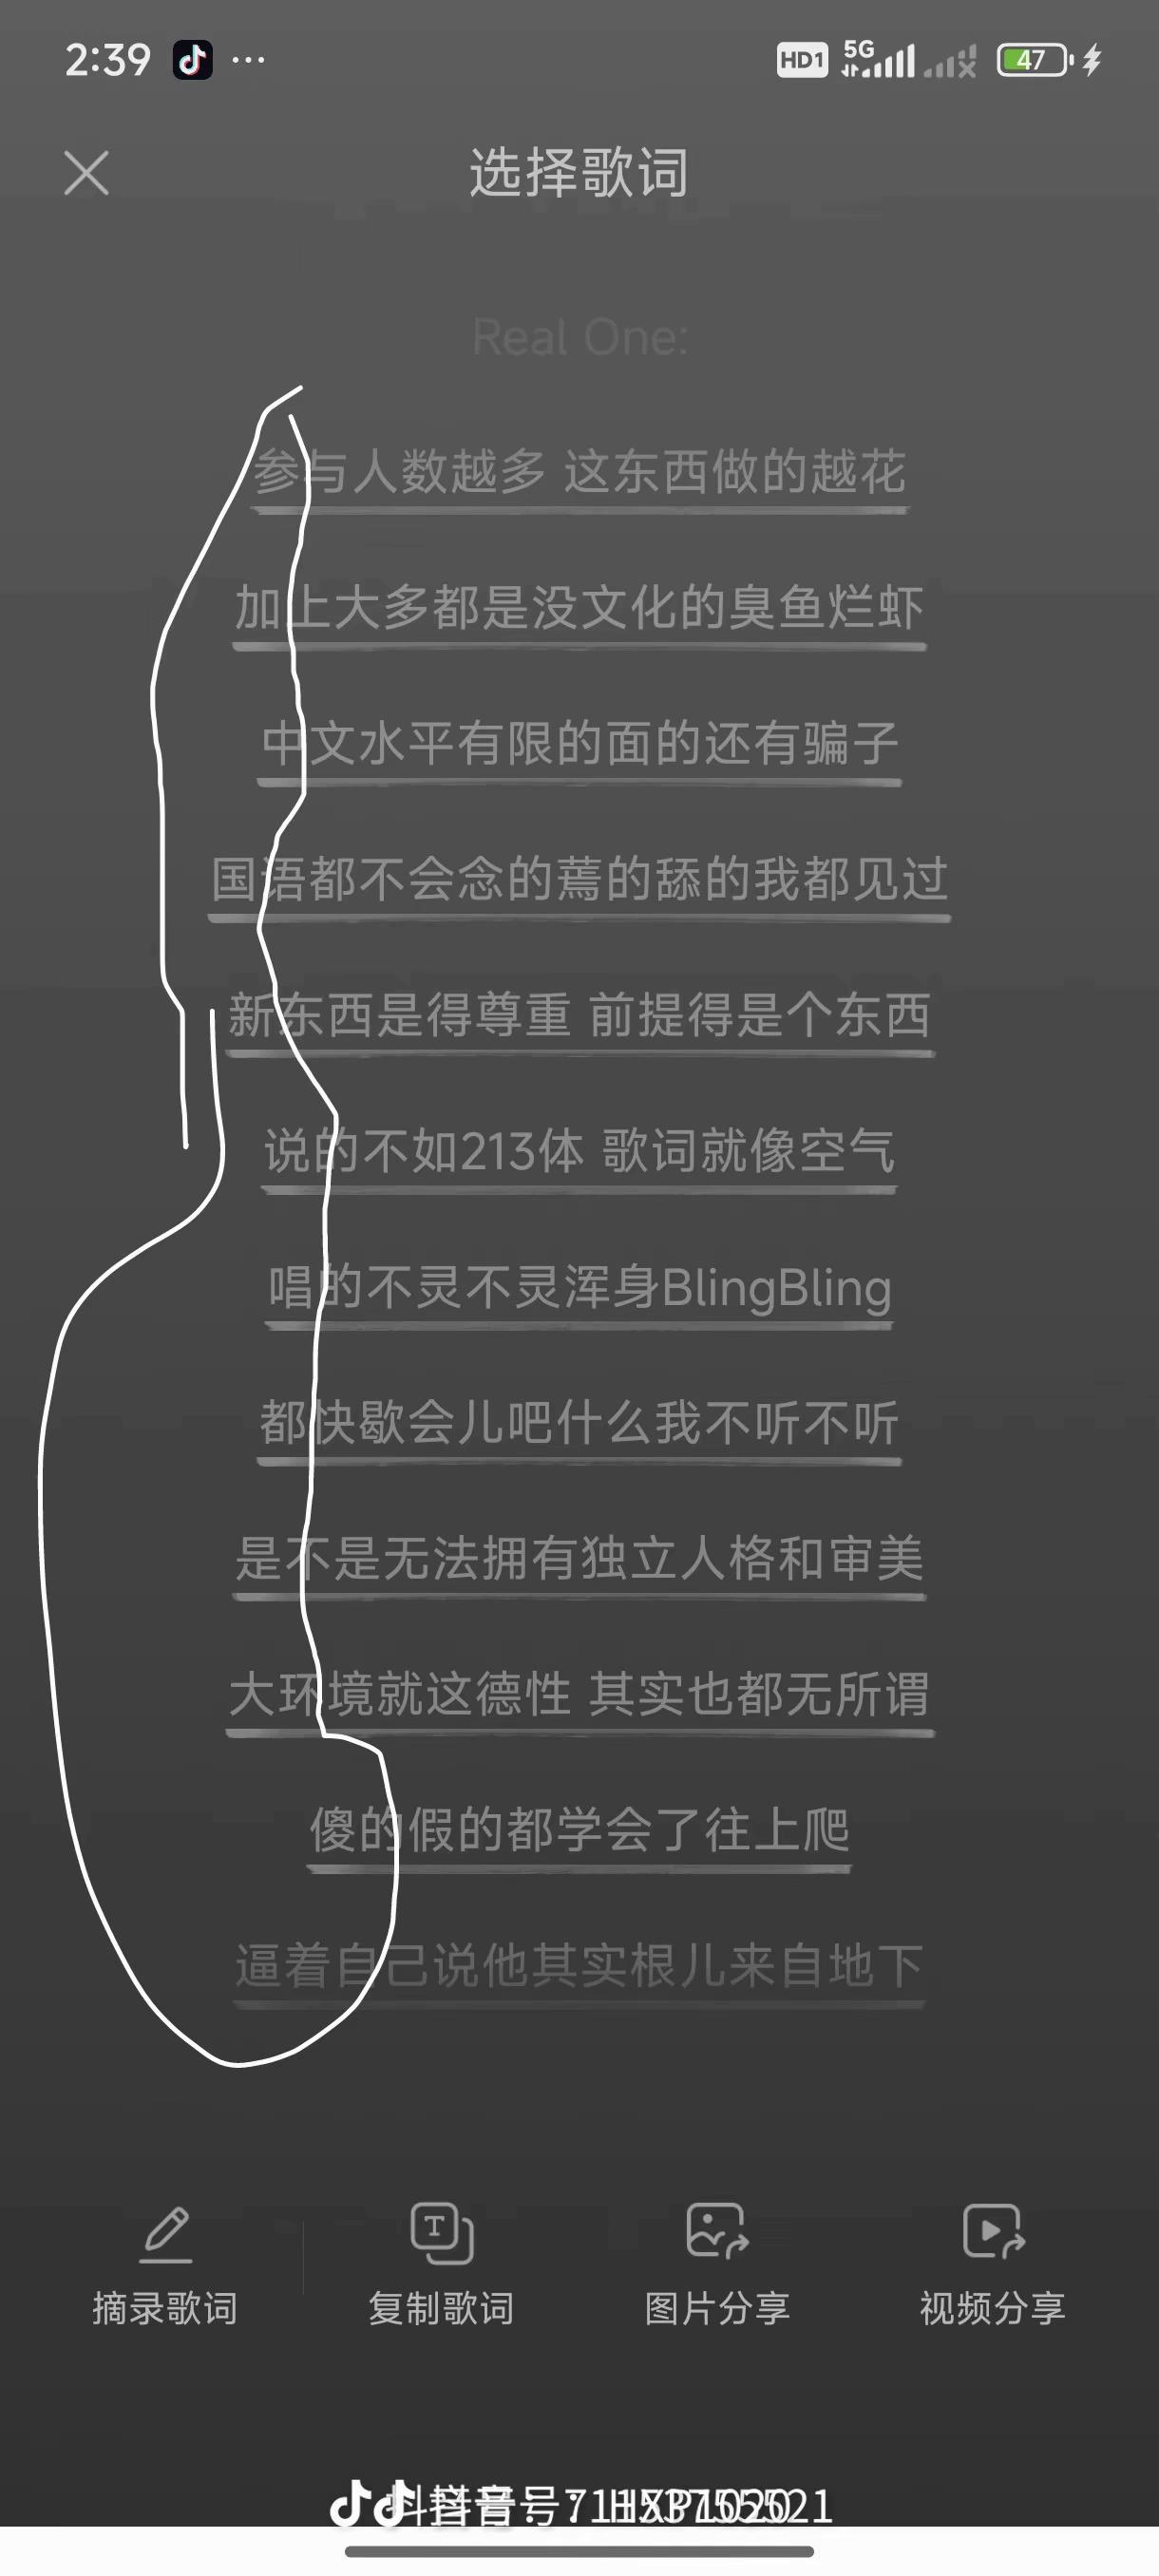 2:39 ... HD1 5G 47
选择歌词
Real One:
参与人数越多 这东西做的越花
加上大多都是没文化的臭鱼烂虾
中文水平有限的面的还有骗子
国语都不会念的蔫的舔的我都见过
新东西是得尊重 前提得是个东西
说的不如213体 歌词就像空气
唱的不灵不灵浑身BlingBling
都快歇会儿吧什么我不听不听
是不是无法拥有独立人格和审美
大环境就这德性 其实也都无所谓
傻的假的都学会了往上爬
逼着自己说他其实根儿来自地下
摘录歌词 复制歌词 图片分享 视频分享
抖音号